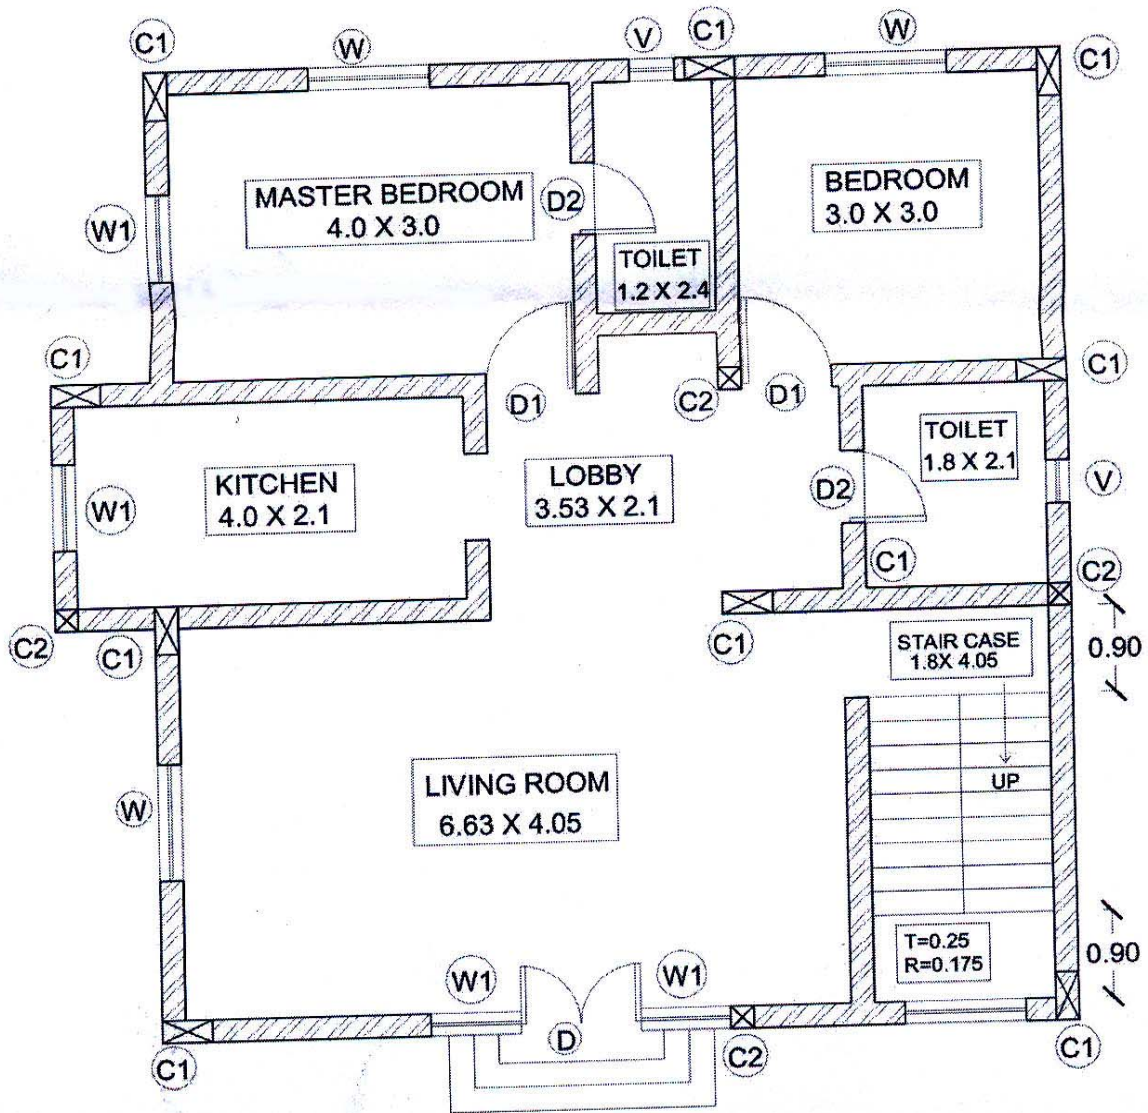 C1
W
V
C1
W
C1
MASTER BEDROOM
4.0 X 3.0
D2
BEDROOM
3.0 X 3.0
W1
TOILET
1.2 X 2.4
C1
D1
C2
D1
C1
TOILET
1.8 X 2.1
KITCHEN
4.0 X 2.1
W1
LOBBY
3.53 X 2.1
D2
V
C1
C2
C2
C1
C1
STAIR CASE
1.8X 4.05
0.90
UP
W
LIVING ROOM
6.63 X 4.05
T=0.25
R=0.175
0.90
W1
W1
D
C1
C2
C1